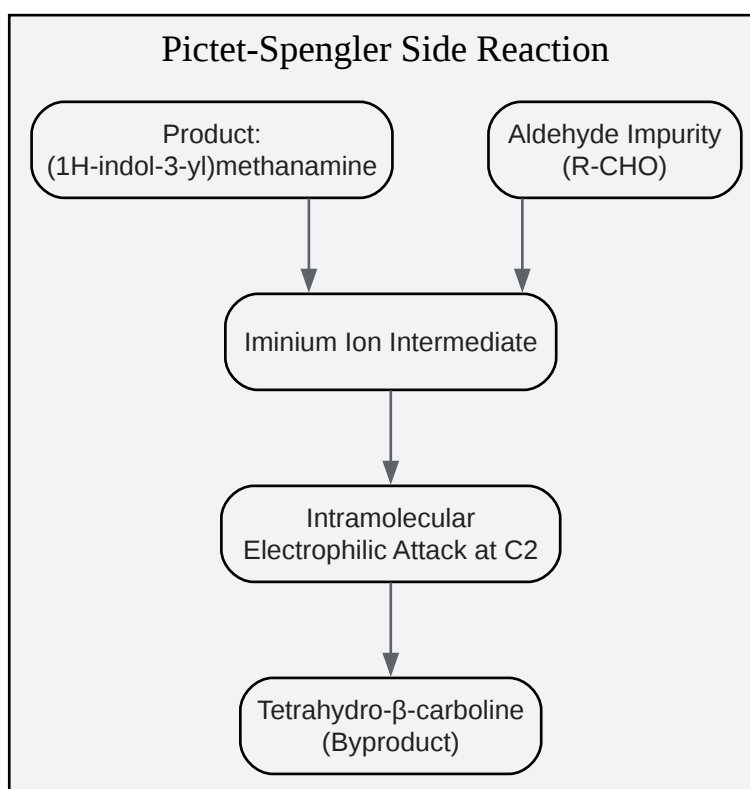 Pictet-Spengler Side Reaction
Product:
(1H-indol-3-yl)methanamine
Aldehyde Impurity
(R-CHO)
Iminium Ion Intermediate
Intramolecular
Electrophilic Attack at C2
Tetrahydro-β-carboline
(Byproduct)